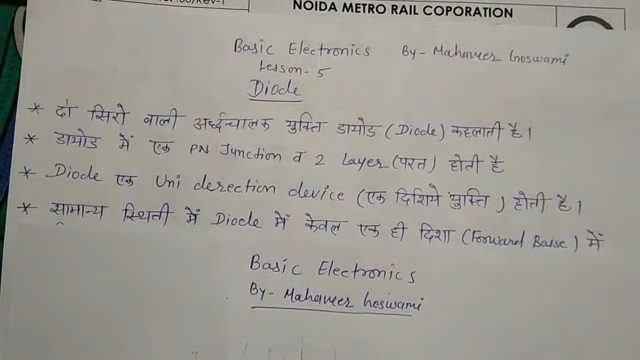 NOIDA METRO RAIL COPORATION
Basic Electronics By- Mahaveer Goswami
Lesson-5
Diode
* दो सिरो वाली अर्धचालक युक्ति डायोड (Diode) कहलाती है।
* डायोड में एक PN Junction व 2 Layer (परत) होती है
* Diode एक Uni derection device (एक दिशिये युक्ति) होती है।
* सामान्य स्थिती में Diode में केवल एक ही दिशा (Forward Baise) में
Basic Electronics
By- Mahaveer Goswami